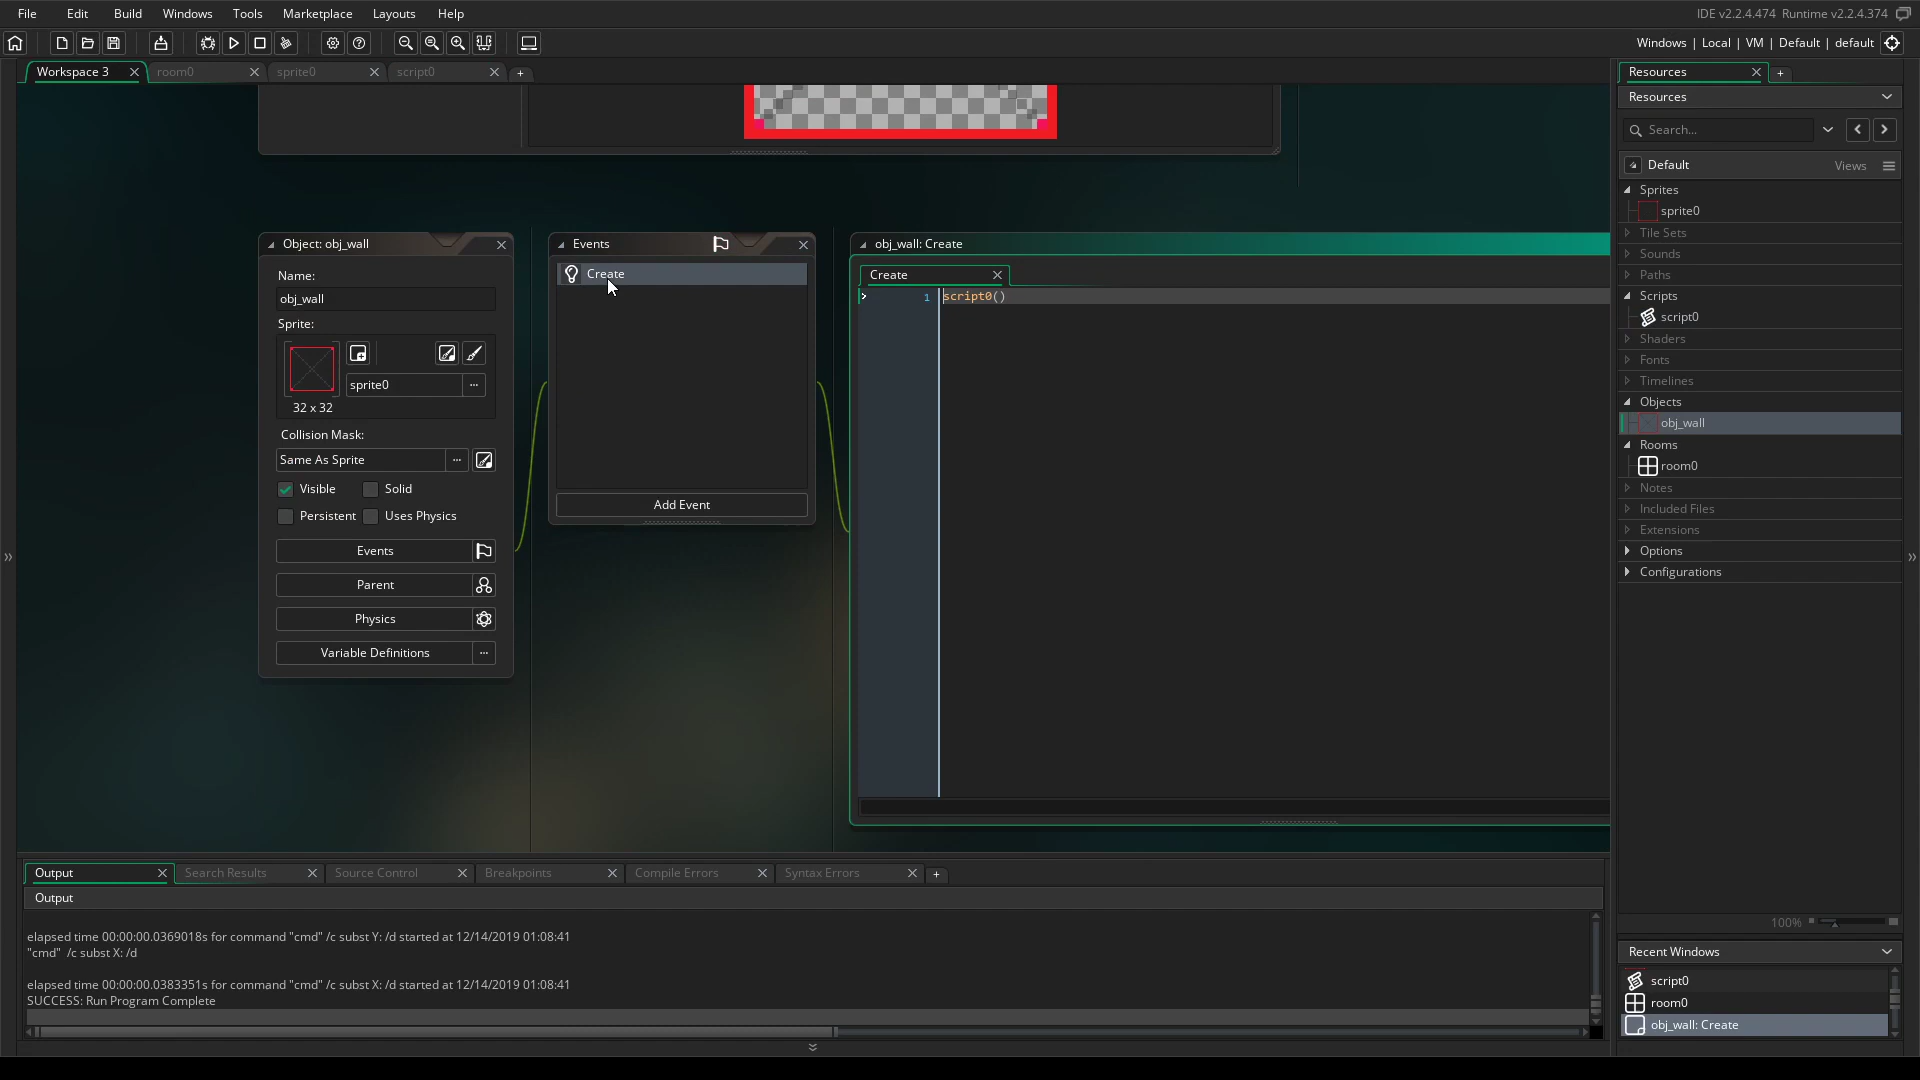 File Edit Build Windows Tools Marketplace Layouts Help
IDE v2.2.4.474 Runtime v2.2.4.374
Windows | Local | VM | Default | default
Workspace 3 room0 sprite0 script0 +
Resources +
Resources
Search...
Default Views
Sprites
sprite0
Tile Sets
Sounds
Paths
Scripts
script0
Shaders
Fonts
Timelines
Objects
obj_wall
Rooms
room0
Notes
Included Files
Extensions
Options
Configurations
100%
Recent Windows
script0
room0
obj_wall: Create
Object: obj_wall
Name:
obj_wall
Sprite:
sprite0 ...
32 x 32
Collision Mask:
Same As Sprite ...
Visible Solid
Persistent Uses Physics
Events
Parent
Physics
Variable Definitions ...
Events
Create
Add Event
obj_wall: Create
Create
1 script0()
Output Search Results Source Control Breakpoints Compile Errors Syntax Errors +
Output
elapsed time 00:00:00.0369018s for command "cmd" /c subst Y: /d started at 12/14/2019 01:08:41
"cmd" /c subst X: /d
elapsed time 00:00:00.0383351s for command "cmd" /c subst X: /d started at 12/14/2019 01:08:41
SUCCESS: Run Program Complete